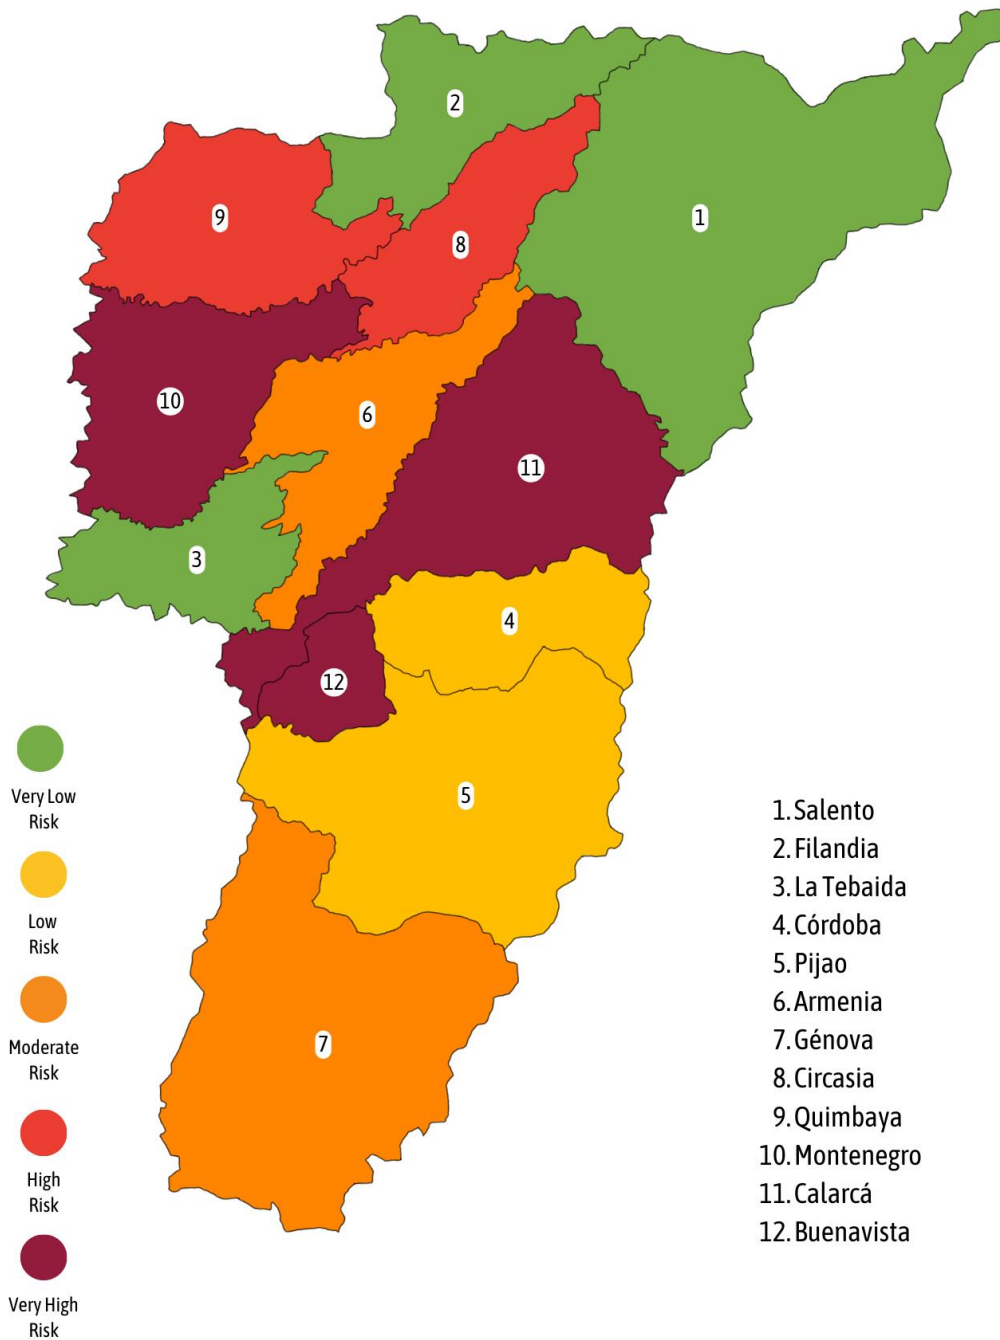 2
1
9
8
10
6
11
3
4
12
5
7
Very Low
Risk
Low
Risk
Moderate
Risk
High
Risk
Very High
Risk
1. Salento
2. Filandia
3. La Tebaida
4. Córdoba
5. Pijao
6. Armenia
7. Génova
8. Circasia
9. Quimbaya
10. Montenegro
11. Calarcá
12. Buenavista